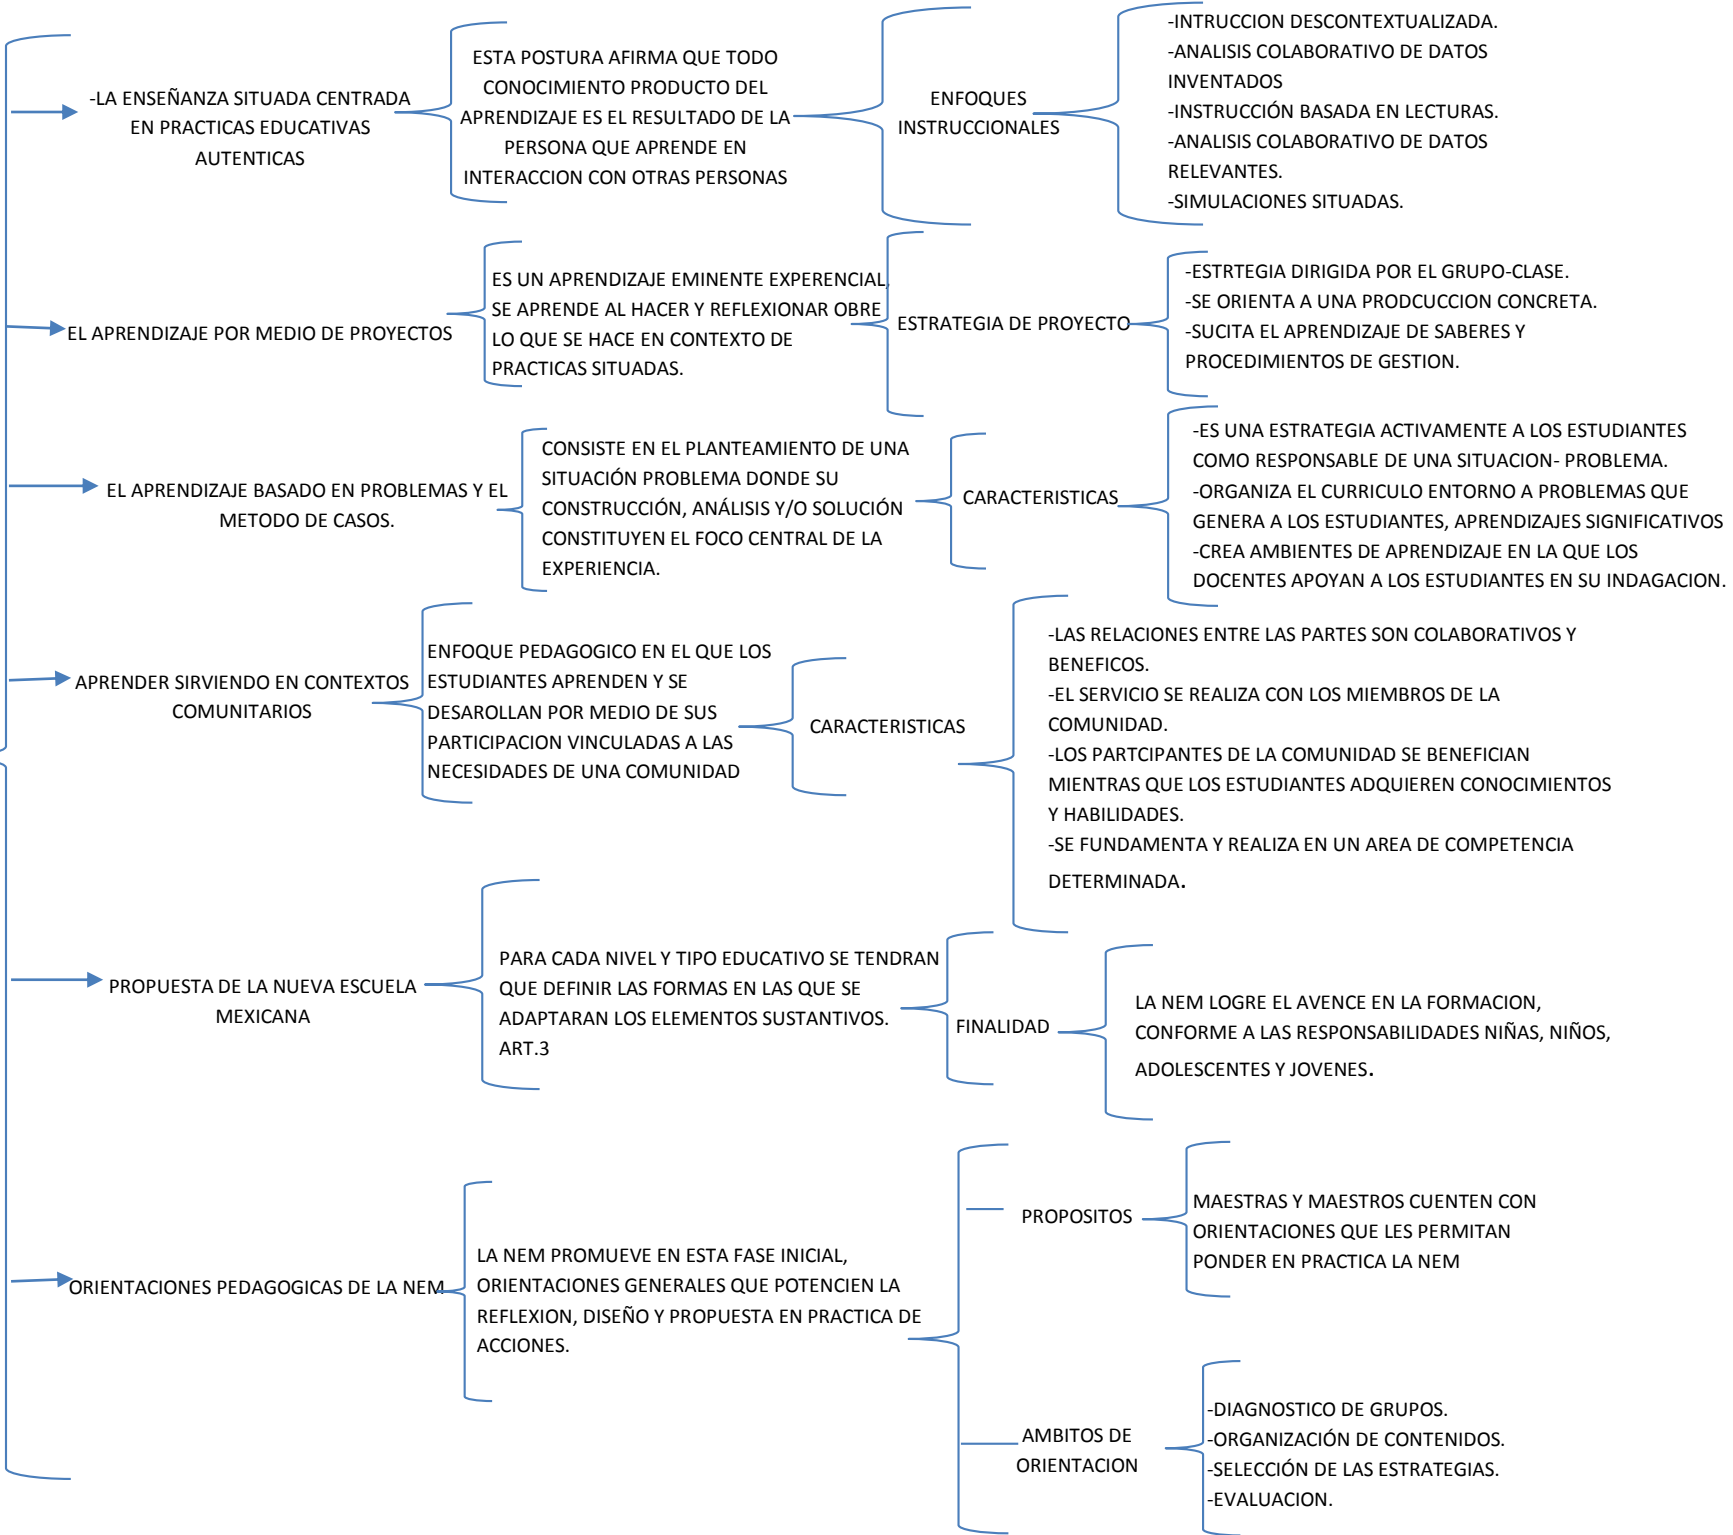 -LA ENSEÑANZA SITUADA CENTRADA
EN PRACTICAS EDUCATIVAS
AUTENTICAS
ESTA POSTURA AFIRMA QUE TODO
CONOCIMIENTO PRODUCTO DEL
APRENDIZAJE ES EL RESULTADO DE LA
PERSONA QUE APRENDE EN
INTERACCION CON OTRAS PERSONAS
ENFOQUES
INSTRUCCIONALES
-INTRUCCION DESCONTEXTUALIZADA.
-ANALISIS COLABORATIVO DE DATOS
INVENTADOS
-INSTRUCCIÓN BASADA EN LECTURAS.
-ANALISIS COLABORATIVO DE DATOS
RELEVANTES.
-SIMULACIONES SITUADAS.
EL APRENDIZAJE POR MEDIO DE PROYECTOS
ES UN APRENDIZAJE EMINENTE EXPERENCIAL,
SE APRENDE AL HACER Y REFLEXIONAR OBRE
LO QUE SE HACE EN CONTEXTO DE
PRACTICAS SITUADAS.
ESTRATEGIA DE PROYECTO
-ESTRTEGIA DIRIGIDA POR EL GRUPO-CLASE.
-SE ORIENTA A UNA PRODCUCCION CONCRETA.
-SUCITA EL APRENDIZAJE DE SABERES Y
PROCEDIMIENTOS DE GESTION.
EL APRENDIZAJE BASADO EN PROBLEMAS Y EL
METODO DE CASOS.
CONSISTE EN EL PLANTEAMIENTO DE UNA
SITUACIÓN PROBLEMA DONDE SU
CONSTRUCCIÓN, ANÁLISIS Y/O SOLUCIÓN
CONSTITUYEN EL FOCO CENTRAL DE LA
EXPERIENCIA.
CARACTERISTICAS
-ES UNA ESTRATEGIA ACTIVAMENTE A LOS ESTUDIANTES
COMO RESPONSABLE DE UNA SITUACION- PROBLEMA.
-ORGANIZA EL CURRICULO ENTORNO A PROBLEMAS QUE
GENERA A LOS ESTUDIANTES, APRENDIZAJES SIGNIFICATIVOS
-CREA AMBIENTES DE APRENDIZAJE EN LA QUE LOS
DOCENTES APOYAN A LOS ESTUDIANTES EN SU INDAGACION.
APRENDER SIRVIENDO EN CONTEXTOS
COMUNITARIOS
ENFOQUE PEDAGOGICO EN EL QUE LOS
ESTUDIANTES APRENDEN Y SE
DESAROLLAN POR MEDIO DE SUS
PARTICIPACION VINCULADAS A LAS
NECESIDADES DE UNA COMUNIDAD
CARACTERISTICAS
-LAS RELACIONES ENTRE LAS PARTES SON COLABORATIVOS Y
BENEFICOS.
-EL SERVICIO SE REALIZA CON LOS MIEMBROS DE LA
COMUNIDAD.
-LOS PARTCIPANTES DE LA COMUNIDAD SE BENEFICIAN
MIENTRAS QUE LOS ESTUDIANTES ADQUIEREN CONOCIMIENTOS
Y HABILIDADES.
-SE FUNDAMENTA Y REALIZA EN UN AREA DE COMPETENCIA
DETERMINADA.
PROPUESTA DE LA NUEVA ESCUELA
MEXICANA
PARA CADA NIVEL Y TIPO EDUCATIVO SE TENDRAN
QUE DEFINIR LAS FORMAS EN LAS QUE SE
ADAPTARAN LOS ELEMENTOS SUSTANTIVOS.
ART.3
FINALIDAD
LA NEM LOGRE EL AVENCE EN LA FORMACION,
CONFORME A LAS RESPONSABILIDADES NIÑAS, NIÑOS,
ADOLESCENTES Y JOVENES.
ORIENTACIONES PEDAGOGICAS DE LA NEM
LA NEM PROMUEVE EN ESTA FASE INICIAL,
ORIENTACIONES GENERALES QUE POTENCIEN LA
REFLEXION, DISEÑO Y PROPUESTA EN PRACTICA DE
ACCIONES.
PROPOSITOS
MAESTRAS Y MAESTROS CUENTEN CON
ORIENTACIONES QUE LES PERMITAN
PONDER EN PRACTICA LA NEM
AMBITOS DE
ORIENTACION
-DIAGNOSTICO DE GRUPOS.
-ORGANIZACIÓN DE CONTENIDOS.
-SELECCIÓN DE LAS ESTRATEGIAS.
-EVALUACION.